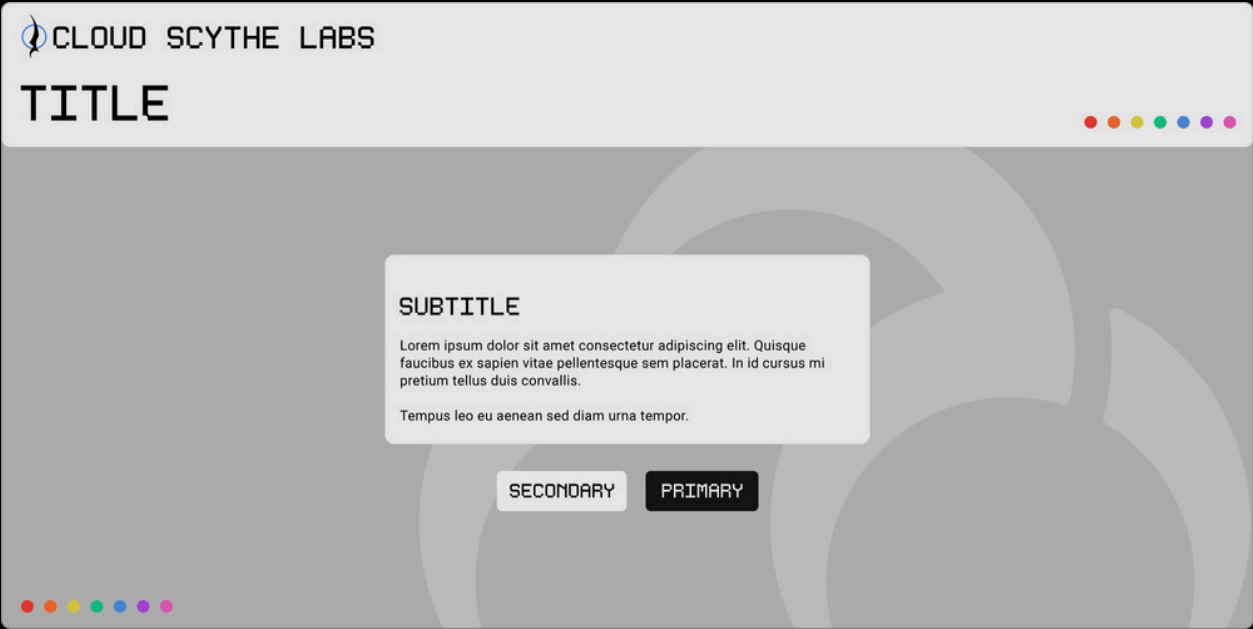 CLOUD SCYTHE LABS
TITLE
SUBTITLE
Lorem ipsum dolor sit amet consectetur adipiscing elit. Quisque
faucibus ex sapien vitae pellentesque sem placerat. In id cursus mi
pretium tellus duis convallis.
Tempus leo eu aenean sed diam urna tempor.
SECONDARY
PRIMARY